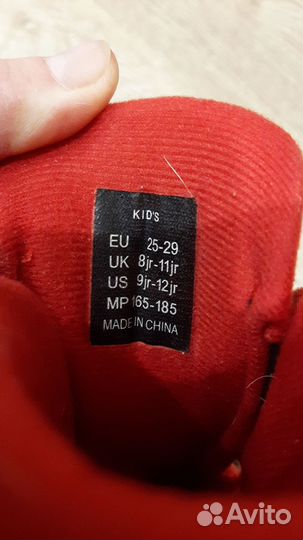 KID'S
EU 25-29
UK 8jr-11jr
US 9jr-12jr
MP 165-185
MADE IN CHINA
Avito